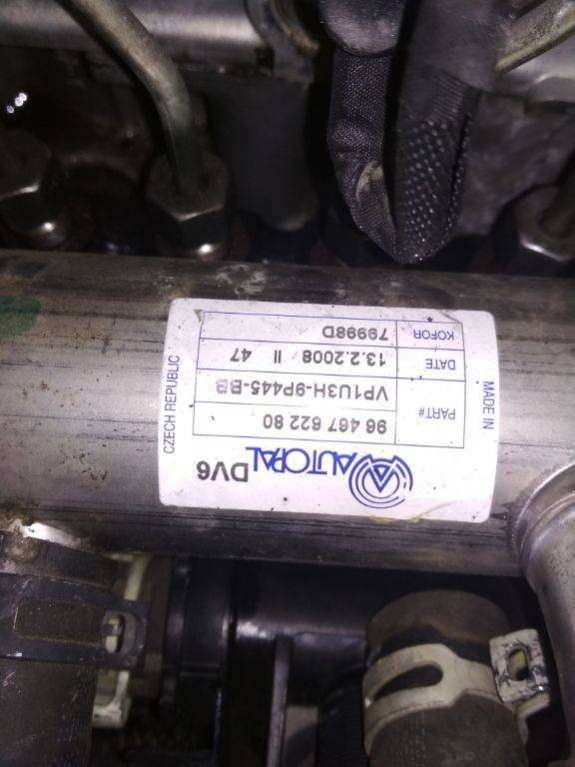 AUTOPAL DV6
PART# 96 467 622 80
VP1U3H-9P445-BB
DATE 13.2.2008 / II 47
KOFOR 79998D
MADE IN
CZECH REPUBLIC